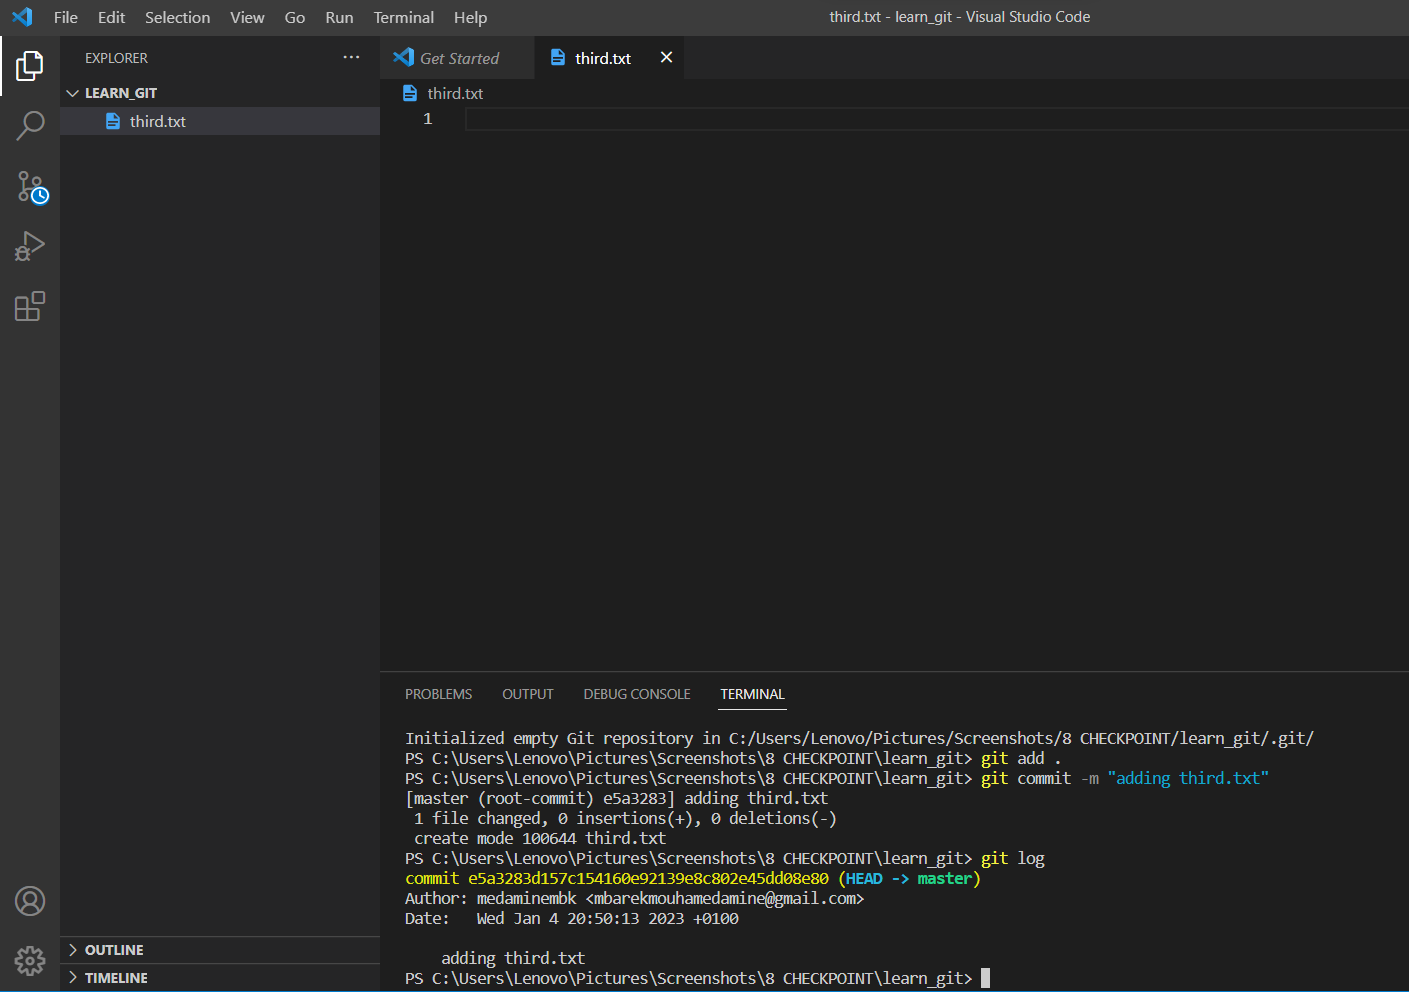 File Edit Selection View Go Run Terminal Help
third.txt - learn_git - Visual Studio Code
EXPLORER
LEARN_GIT
third.txt
OUTLINE
TIMELINE
Get Started
third.txt
third.txt
1
PROBLEMS OUTPUT DEBUG CONSOLE TERMINAL
Initialized empty Git repository in C:/Users/Lenovo/Pictures/Screenshots/8 CHECKPOINT/learn_git/.git/
PS C:\Users\Lenovo\Pictures\Screenshots\8 CHECKPOINT\learn_git> git add .
PS C:\Users\Lenovo\Pictures\Screenshots\8 CHECKPOINT\learn_git> git commit -m "adding third.txt"
[master (root-commit) e5a3283] adding third.txt
1 file changed, 0 insertions(+), 0 deletions(-)
create mode 100644 third.txt
PS C:\Users\Lenovo\Pictures\Screenshots\8 CHECKPOINT\learn_git> git log
commit e5a3283d157c154160e92139e8c802e45dd08e80 (HEAD -> master)
Author: medaminembk <mbarekmouhamedamine@gmail.com>
Date:   Wed Jan 4 20:50:13 2023 +0100
adding third.txt
PS C:\Users\Lenovo\Pictures\Screenshots\8 CHECKPOINT\learn_git>